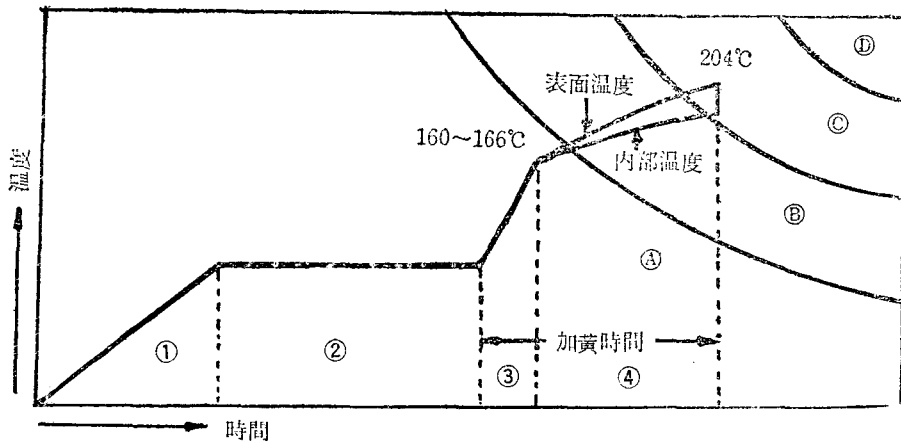 Ⓓ
204℃
表面温度
Ⓒ
160～166℃
内部温度
温度
Ⓑ
Ⓐ
加黃時間
①
②
③
④
時間